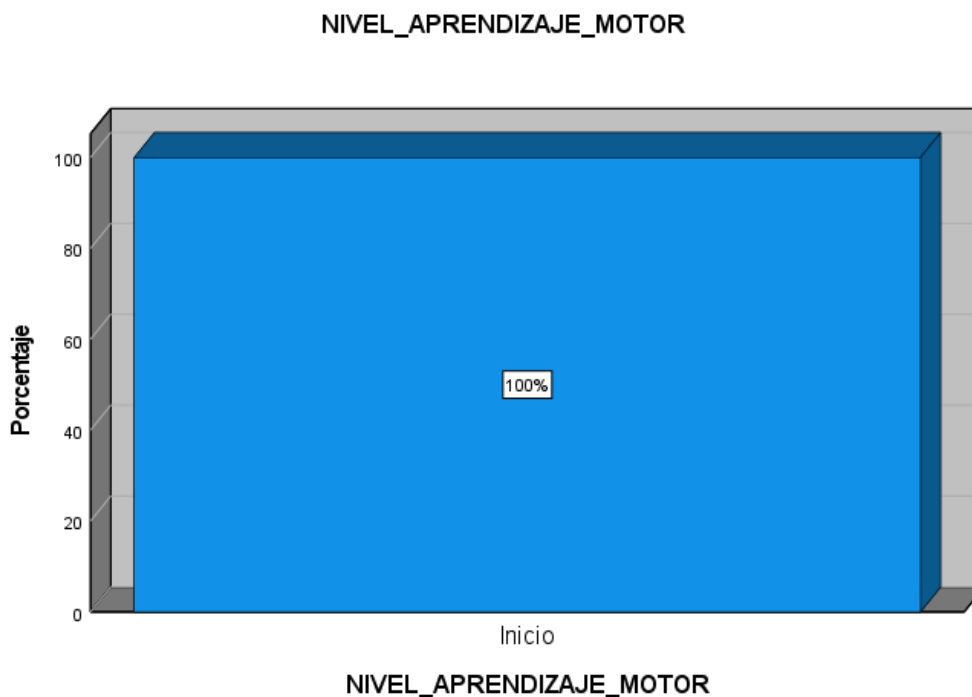 NIVEL_APRENDIZAJE_MOTOR
Porcentaje
100
80
60
40
20
0
100%
Inicio
NIVEL_APRENDIZAJE_MOTOR